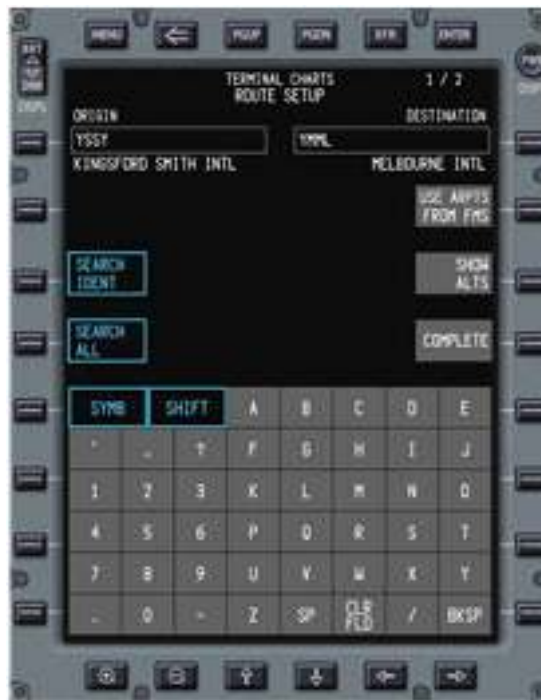 MENU PGUP PGDN XFR ENTER
TERMINAL CHARTS 1/2
ROUTE SETUP
ORIGIN DESTINATION
YSSY YMML
KINGSFORD SMITH INTL MELBOURNE INTL
USE ARPTS
FROM FMS
SEARCH
IDENT
SHOW
ALTS
SEARCH
ALL
COMPLETE
SYMB SHIFT A B C D E
F G H I J
1 2 3 K L M N O
4 5 6 P Q R S T
7 8 9 U V W X Y
. 0 - Z SP CLR
FLD / BKSP